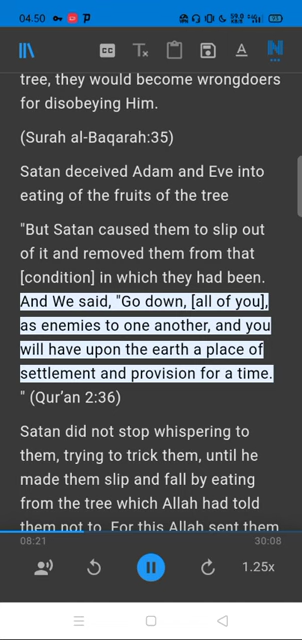 04.50
tree, they would become wrongdoers
for disobeying Him.
(Surah al-Baqarah:35)
Satan deceived Adam and Eve into
eating of the fruits of the tree
"But Satan caused them to slip out
of it and removed them from that
[condition] in which they had been.
And We said, "Go down, [all of you],
as enemies to one another, and you
will have upon the earth a place of
settlement and provision for a time.
" (Qur’an 2:36)
Satan did not stop whispering to
them, trying to trick them, until he
made them slip and fall by eating
from the tree which Allah had told
them not to. For this Allah sent them
08:21
30:08
1.25x